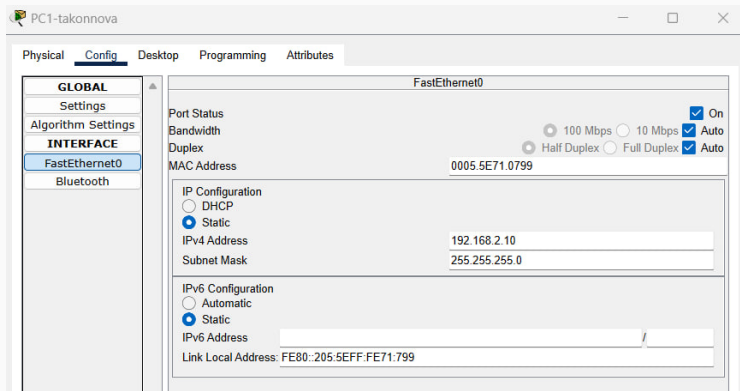 PC1-takonnova
Physical Config Desktop Programming Attributes
GLOBAL
Settings
Algorithm Settings
INTERFACE
FastEthernet0
Bluetooth
FastEthernet0
Port Status On
Bandwidth 100 Mbps 10 Mbps Auto
Duplex Half Duplex Full Duplex Auto
MAC Address 0005.5E71.0799
IP Configuration
DHCP
Static
IPv4 Address 192.168.2.10
Subnet Mask 255.255.255.0
IPv6 Configuration
Automatic
Static
IPv6 Address /
Link Local Address: FE80::205:5EFF:FE71:799